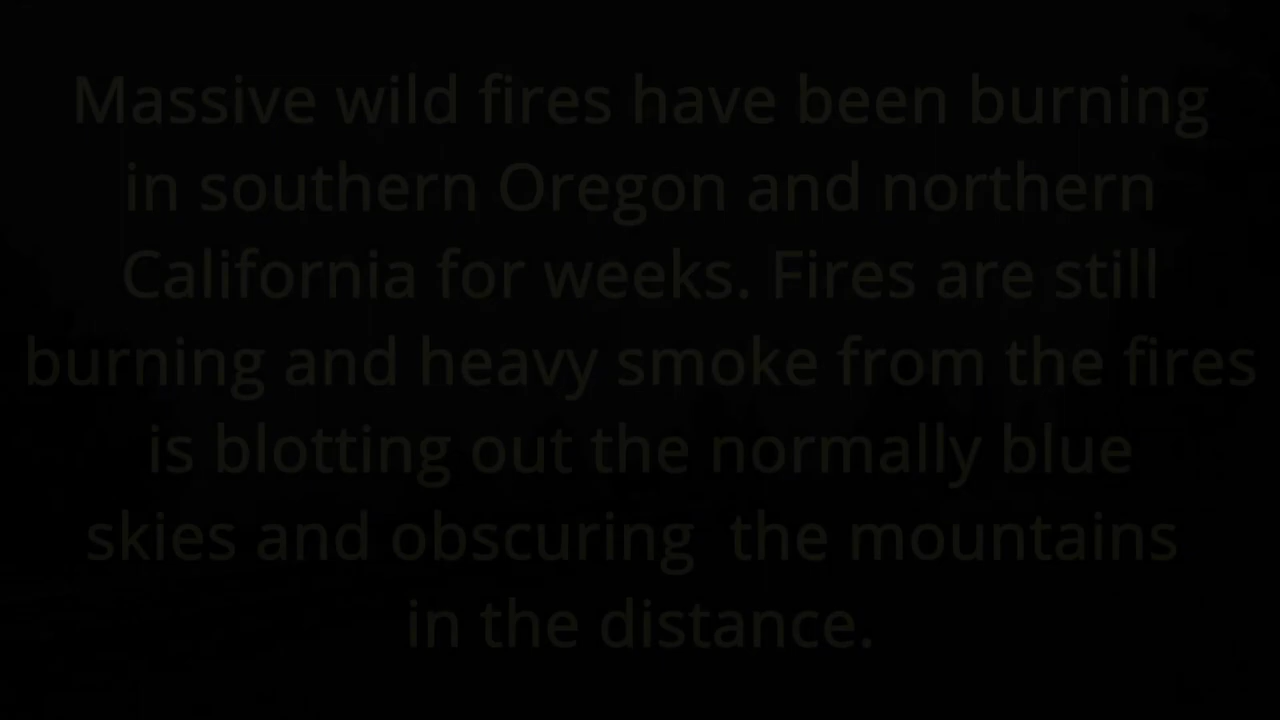 Massive wild fires have been burning
in southern Oregon and northern
California for weeks. Fires are still
burning and heavy smoke from the fires
is blotting out the normally blue
skies and obscuring  the mountains
in the distance.